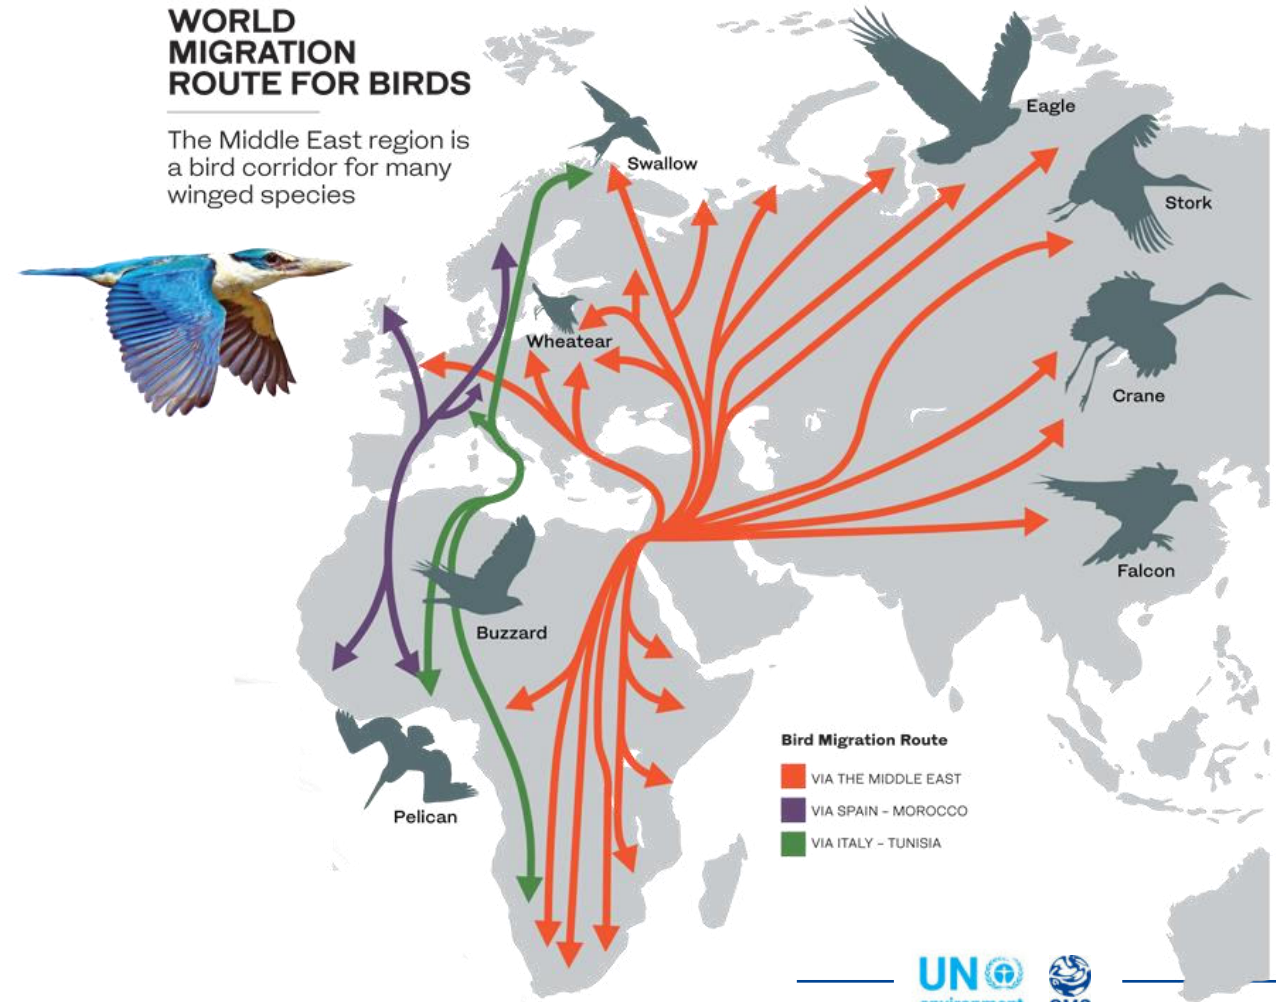 WORLD
MIGRATION
ROUTE FOR BIRDS
The Middle East region is
a bird corridor for many
winged species
Eagle
Swallow
Stork
Wheatear
Crane
Falcon
Buzzard
Pelican
Bird Migration Route
VIA THE MIDDLE EAST
VIA SPAIN – MOROCCO
VIA ITALY – TUNISIA
UN